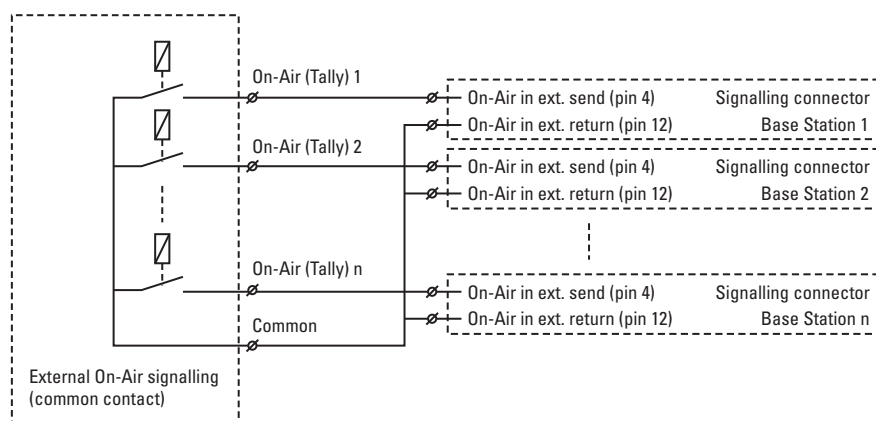 On-Air (Tally) 1
On-Air in ext. send (pin 4) Signalling connector
On-Air in ext. return (pin 12) Base Station 1
On-Air (Tally) 2
On-Air in ext. send (pin 4) Signalling connector
On-Air in ext. return (pin 12) Base Station 2
On-Air (Tally) n
On-Air in ext. send (pin 4) Signalling connector
On-Air in ext. return (pin 12) Base Station n
Common
External On-Air signalling
(common contact)